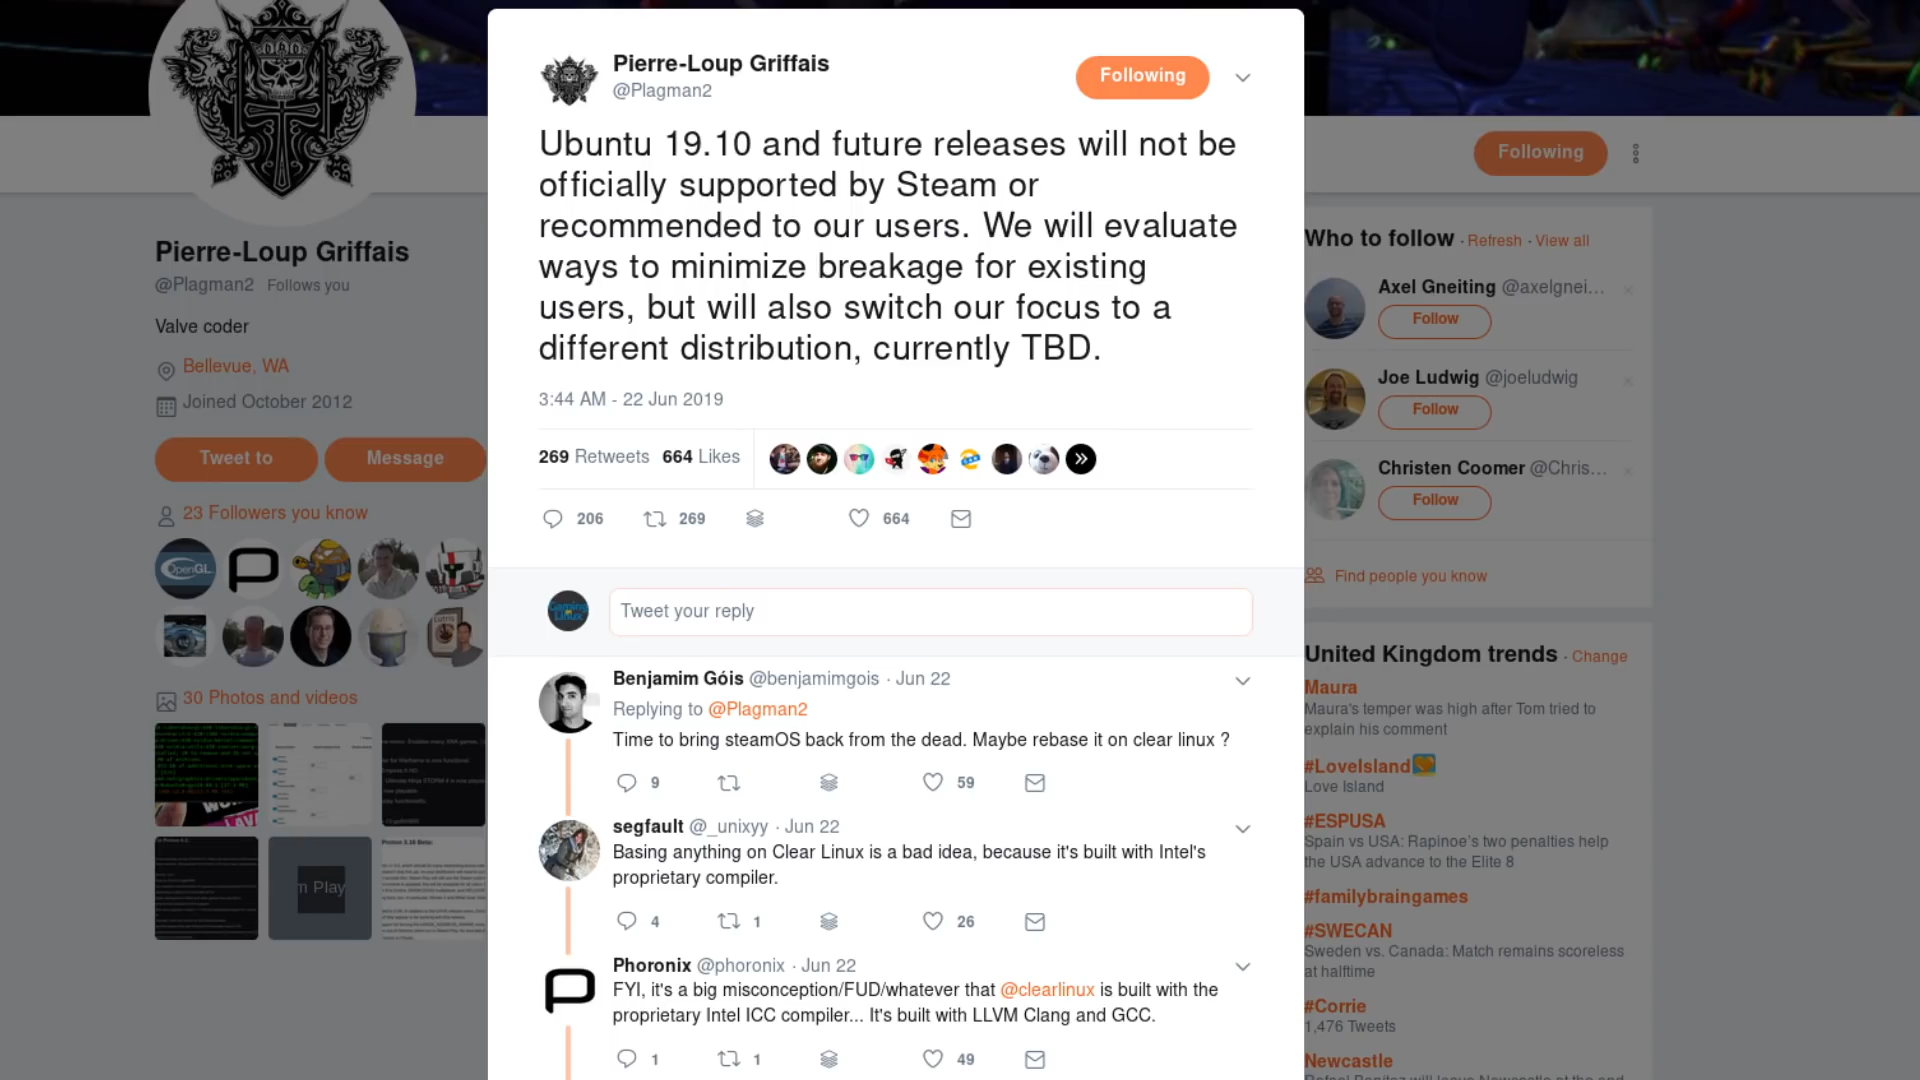 Pierre-Loup Griffais
@Plagman2
Following
Ubuntu 19.10 and future releases will not be
officially supported by Steam or
recommended to our users. We will evaluate
ways to minimize breakage for existing
users, but will also switch our focus to a
different distribution, currently TBD.
3:44 AM - 22 Jun 2019
269 Retweets 664 Likes
206 269 664
Tweet your reply
Benjamim Góis @benjamimgois · Jun 22
Replying to @Plagman2
Time to bring steamOS back from the dead. Maybe rebase it on clear linux ?
9 59
segfault @_unixyy · Jun 22
Basing anything on Clear Linux is a bad idea, because it's built with Intel's
proprietary compiler.
4 1 26
Phoronix @phoronix · Jun 22
FYI, it's a big misconception/FUD/whatever that @clearlinux is built with the
proprietary Intel ICC compiler... It's built with LLVM Clang and GCC.
1 1 49
Pierre-Loup Griffais
@Plagman2 Follows you
Valve coder
Bellevue, WA
Joined October 2012
Tweet to Message
23 Followers you know
OpenGL
30 Photos and videos
m Play
Following
Who to follow · Refresh · View all
Axel Gneiting @axelgnei...
Follow
Joe Ludwig @joeludwig
Follow
Christen Coomer @Chris...
Follow
Find people you know
United Kingdom trends · Change
Maura
Maura's temper was high after Tom tried to
explain his comment
#LoveIsland
Love Island
#ESPUSA
Spain vs USA: Rapinoe's two penalties help
the USA advance to the Elite 8
#familybraingames
#SWECAN
Sweden vs. Canada: Match remains scoreless
at halftime
#Corrie
1,476 Tweets
Newcastle